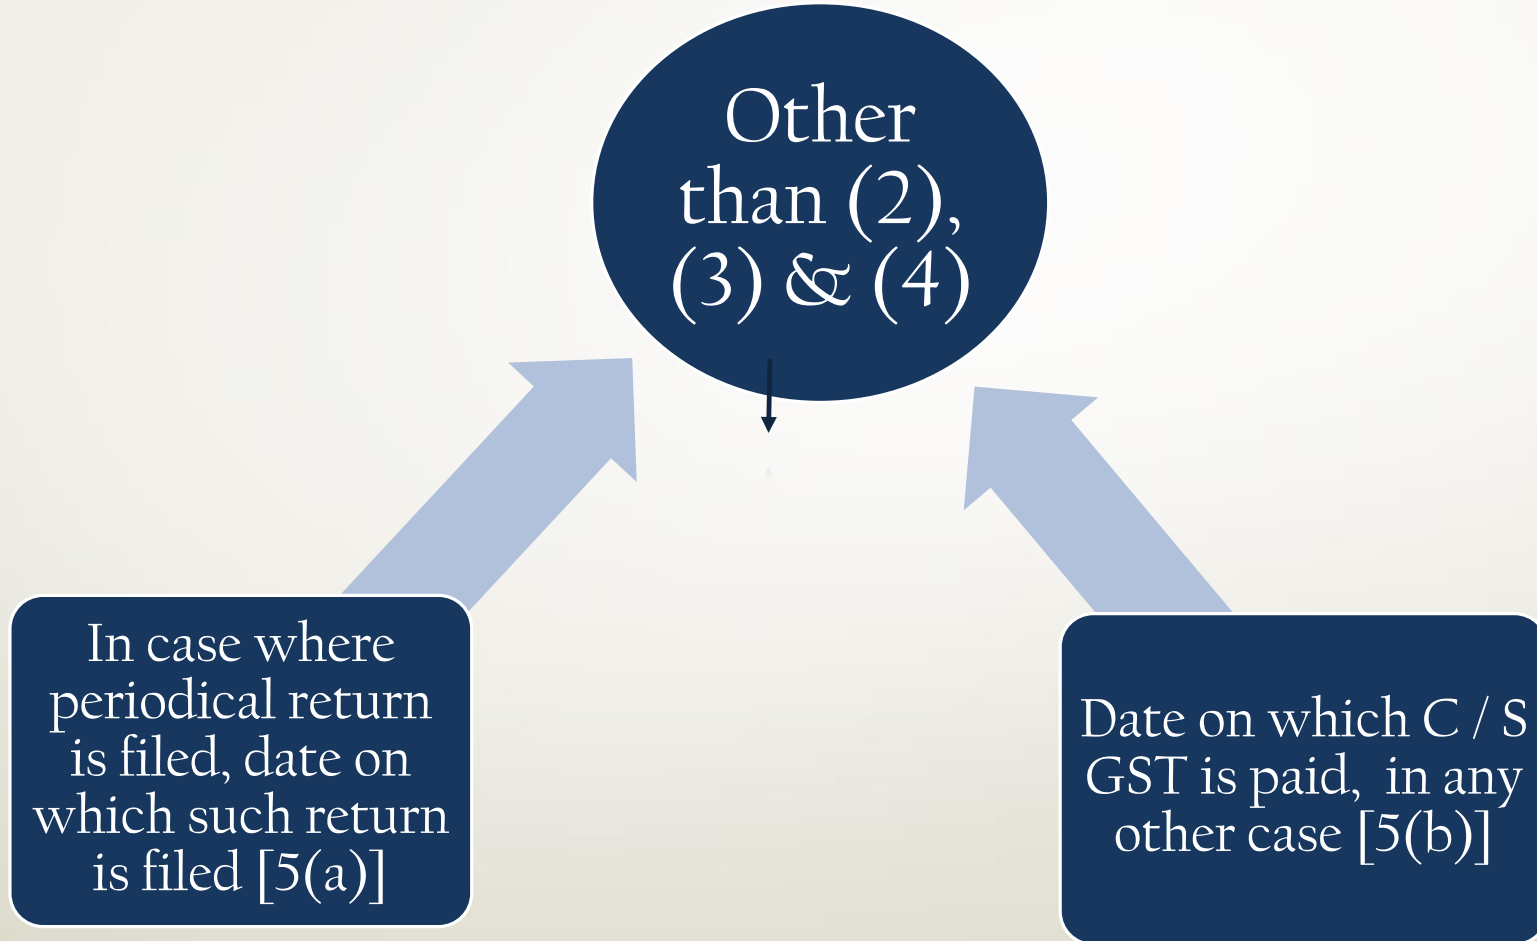 Other
than (2),
(3) & (4)
In case where
periodical return
is filed, date on
which such return
is filed [5(a)]
Date on which C / S
GST is paid,  in any
other case [5(b)]